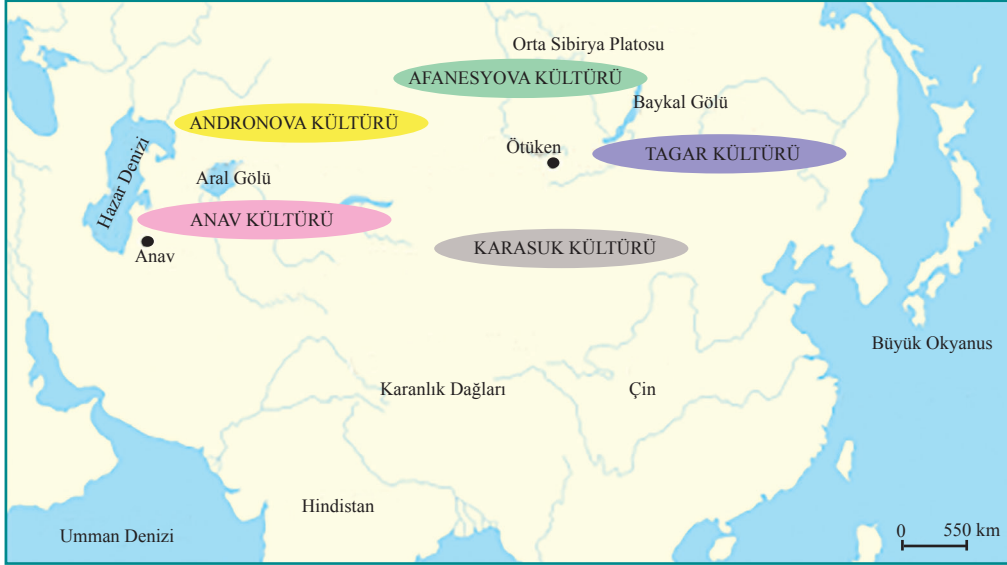 Orta Sibirya Platosu
AFANESYOVA KÜLTÜRÜ
Baykal Gölü
ANDRONOVA KÜLTÜRÜ
Ötüken
TAGAR KÜLTÜRÜ
Hazar Denizi
Aral Gölü
ANAV KÜLTÜRÜ
Anav
KARASUK KÜLTÜRÜ
Büyük Okyanus
Karanlık Dağları
Çin
Hindistan
Umman Denizi
0 550 km